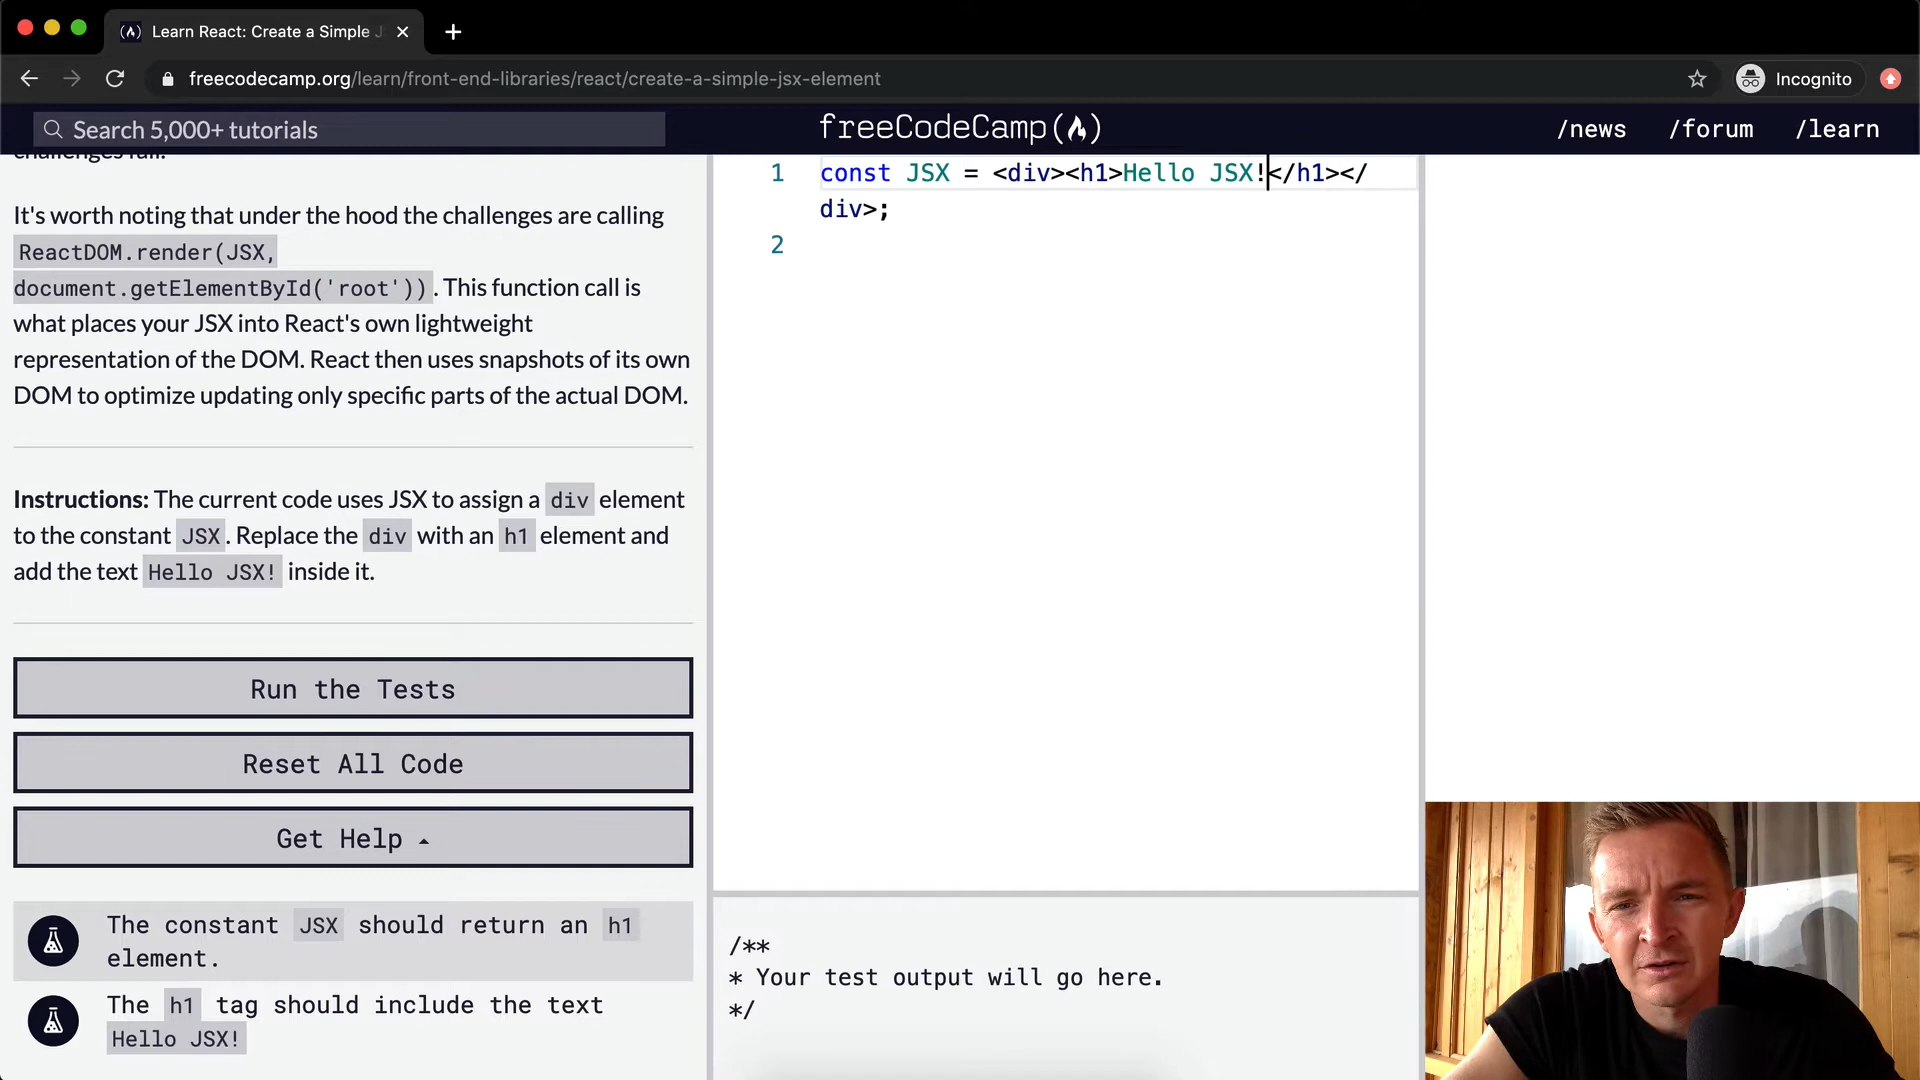 Learn React: Create a Simple J
freecodecamp.org/learn/front-end-libraries/react/create-a-simple-jsx-element
Incognito
Search 5,000+ tutorials
freeCodeCamp(🔥)
/news
/forum
/learn
challenges fail.
It's worth noting that under the hood the challenges are calling
ReactDOM.render(JSX,
document.getElementById('root')). This function call is
what places your JSX into React's own lightweight
representation of the DOM. React then uses snapshots of its own
DOM to optimize updating only specific parts of the actual DOM.
Instructions: The current code uses JSX to assign a div element
to the constant JSX. Replace the div with an h1 element and
add the text Hello JSX! inside it.
Run the Tests
Reset All Code
Get Help
The constant JSX should return an h1
element.
The h1 tag should include the text
Hello JSX!
1 const JSX = <div><h1>Hello JSX!</h1></
div>;
2
/**
* Your test output will go here.
*/